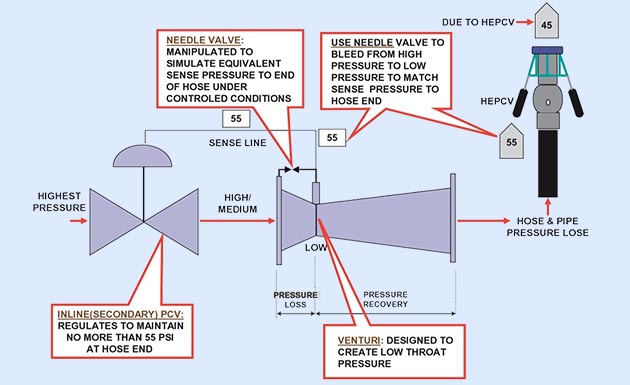 NEEDLE VALVE:
MANIPULATED TO
SIMULATE EQUIVALENT
SENSE PRESSURE TO END
OF HOSE UNDER
CONTROLED CONDITIONS
USE NEEDLE VALVE TO
BLEED FROM HIGH
PRESSURE TO LOW
PRESSURE TO MATCH
SENSE PRESSURE TO
HOSE END
DUE TO HEPCV
45
HEPCV
55
55
SENSE LINE
55
HIGHEST
PRESSURE
HIGH/
MEDIUM
LOW
HOSE & PIPE
PRESSURE LOSE
PRESSURE
LOSS
PRESSURE
RECOVERY
INLINE(SECONDARY) PCV:
REGULATES TO MAINTAIN
NO MORE THAN 55 PSI
AT HOSE END
VENTURI: DESIGNED TO
CREATE LOW THROAT
PRESSURE